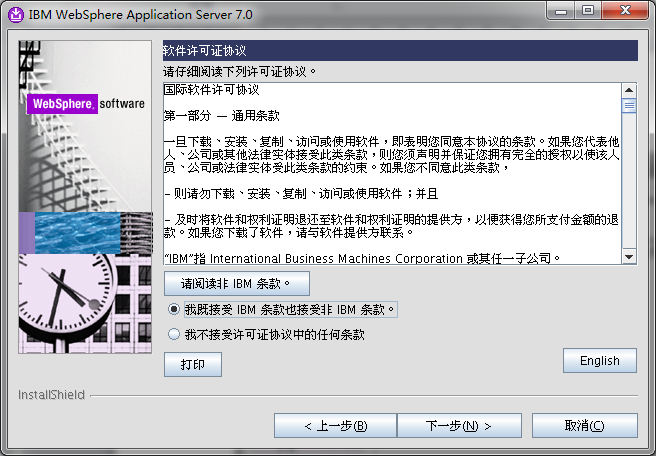 IBM WebSphere Application Server 7.0
WebSphere. software
软件许可证协议
请仔细阅读下列许可证协议。
国际软件许可协议
第一部分 — 通用条款
一旦下载、安装、复制、访问或使用软件，即表明您同意本协议的条款。如果您代表他
人、公司或其他法律实体接受此类条款，则您须声明并保证您拥有完全的授权以使该人
员、公司或法律实体受此类条款的约束。如果您不同意此类条款，
– 则请勿下载、安装、复制、访问或使用软件；并且
– 及时将软件和权利证明退还至软件和权利证明的提供方，以便获得您所支付金额的退
款。如果您下载了软件，请与软件提供方联系。
“IBM”指 International Business Machines Corporation 或其任一子公司。
请阅读非 IBM 条款。
我既接受 IBM 条款也接受非 IBM 条款。
我不接受许可证协议中的任何条款
打印
English
InstallShield
< 上一步(B)
下一步(N) >
取消(C)